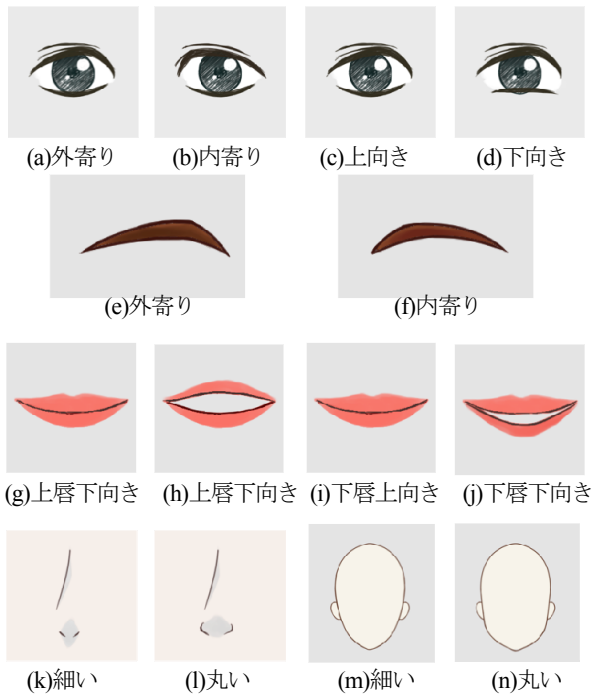 (a)外寄り (b)内寄り (c)上向き (d)下向き
(e)外寄り (f)内寄り
(g)上唇下向き (h)上唇下向き (i)下唇上向き (j)下唇下向き
(k)細い (l)丸い (m)細い (n)丸い